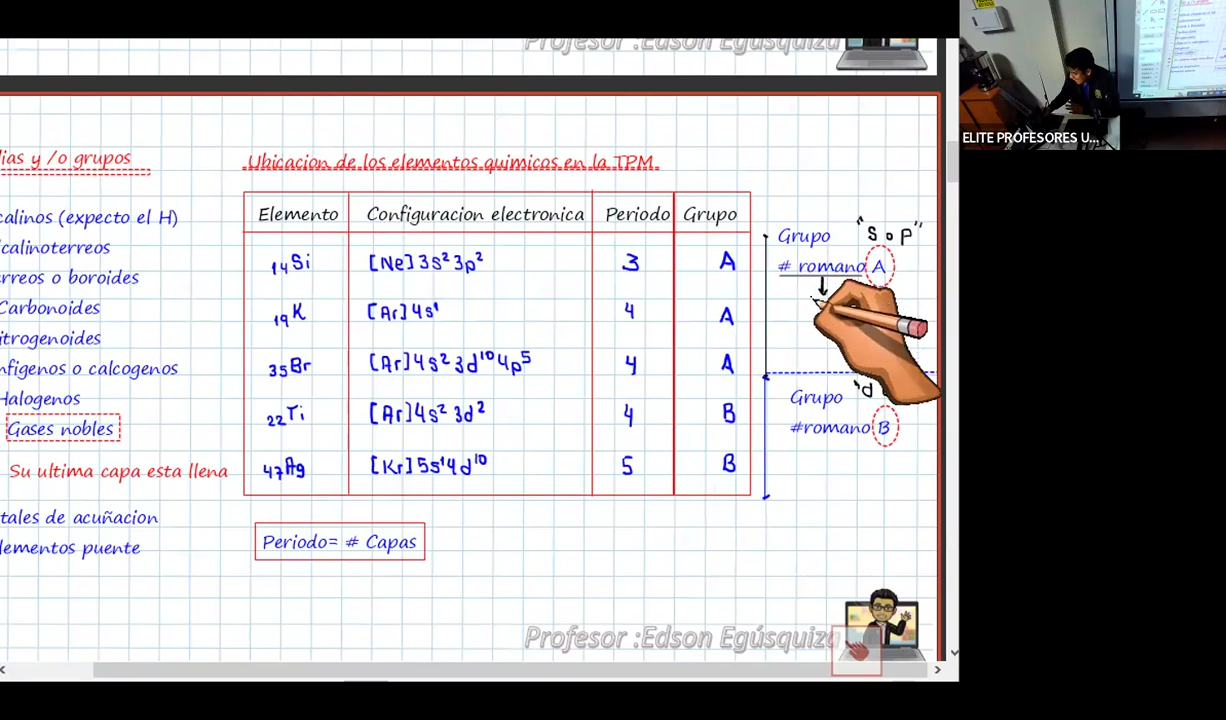 Profesor :Edson Egúsquiza
ELITE PROFESORES U...
lias y /o grupos
calinos (expecto el H)
calinoterreos
rreos o boroides
Carbonoides
itrogenoides
nfigenos o calcogenos
Halogenos
Gases nobles
Su ultima capa esta llena
tales de acuñacion
lementos puente
Ubicacion de los elementos quimicos en la TPM
Elemento Configuracion electronica Periodo Grupo
₁₄Si [Ne]3s²3p² 3 A
₁₉K [Ar]4s¹ 4 A
₃₅Br [Ar]4s²3d¹⁰4p⁵ 4 A
₂₂Ti [Ar]4s²3d² 4 B
₄₇Ag [Kr]5s¹4d¹⁰ 5 B
Periodo= # Capas
Grupo "s o p"
# romano A
Grupo "d
#romano B
Profesor :Edson Egúsquiza